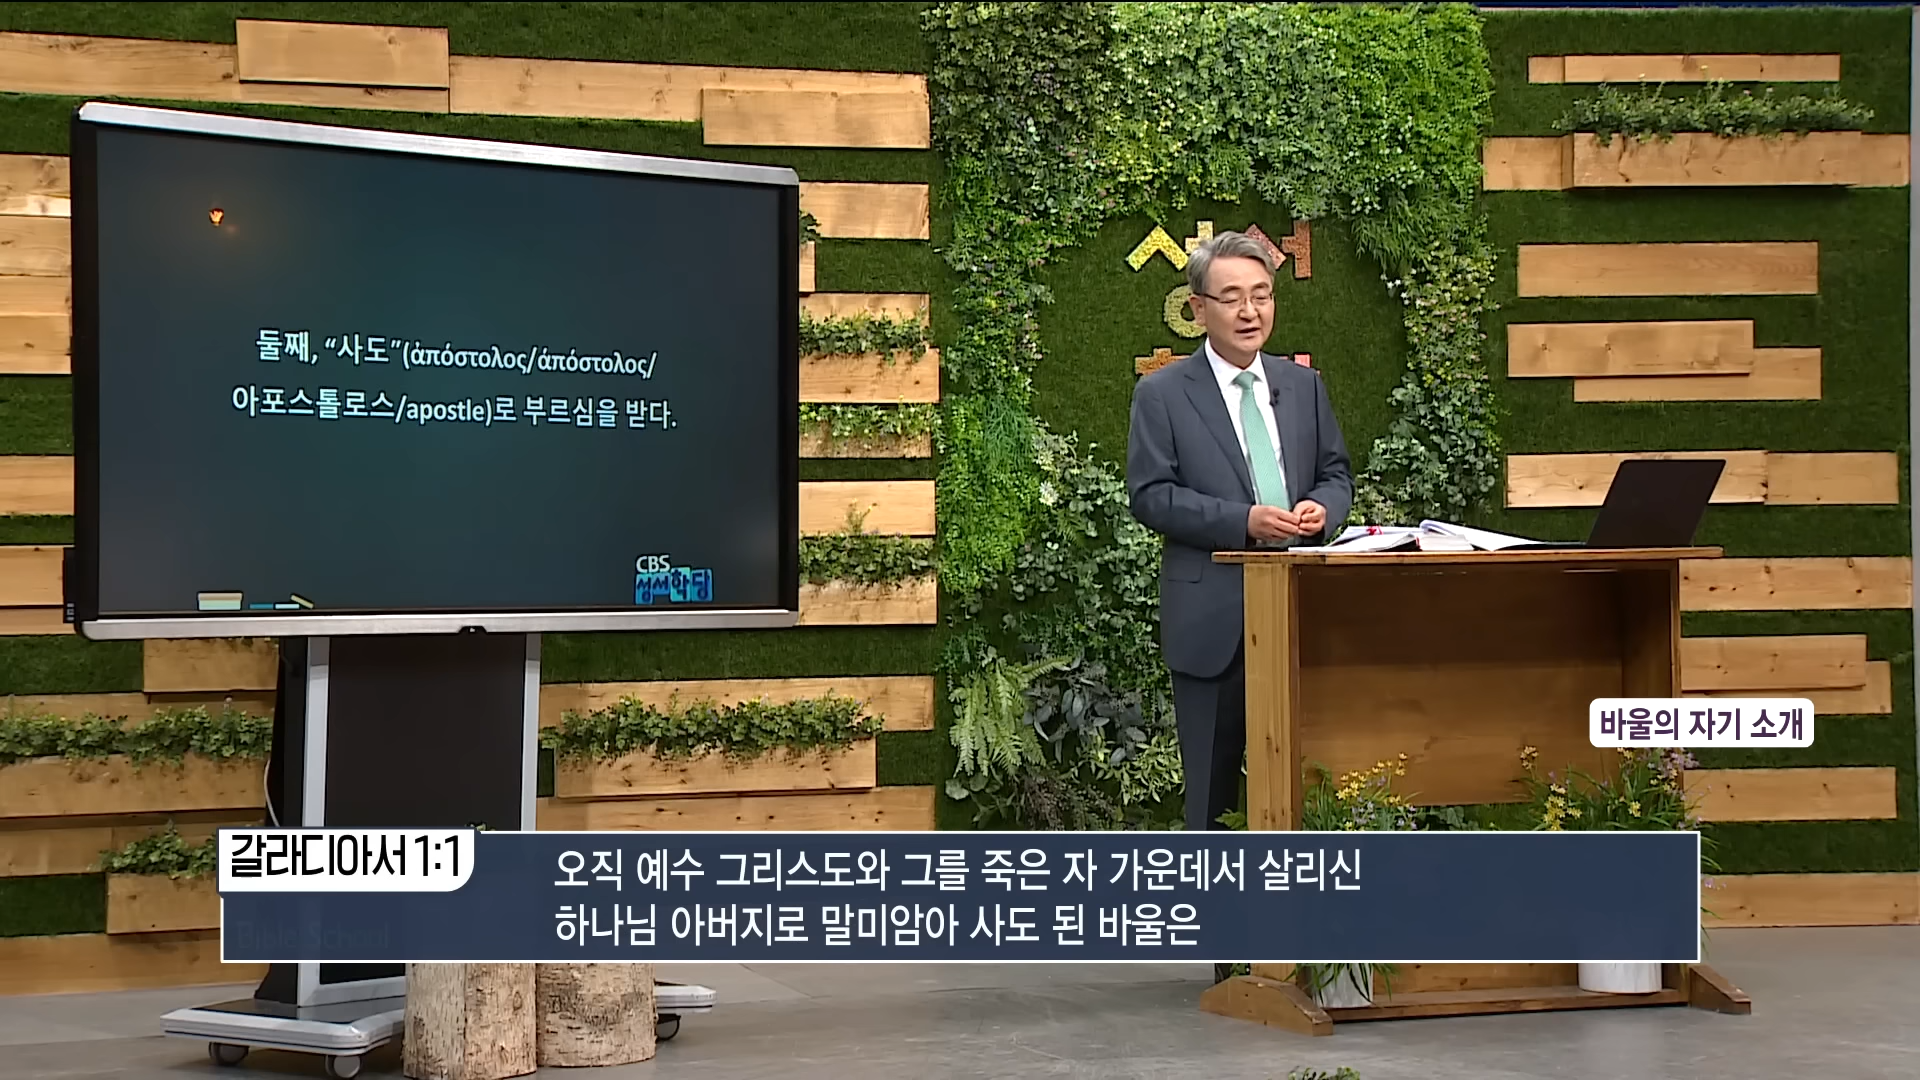 둘째, “사도”(ἀπόστολος/ἀπόστολος/
아포스톨로스/apostle)로 부르심을 받다.
CBS
성서학당
바울의 자기 소개
갈라디아서 1:1
오직 예수 그리스도와 그를 죽은 자 가운데서 살리신
하나님 아버지로 말미암아 사도 된 바울은
Bible School